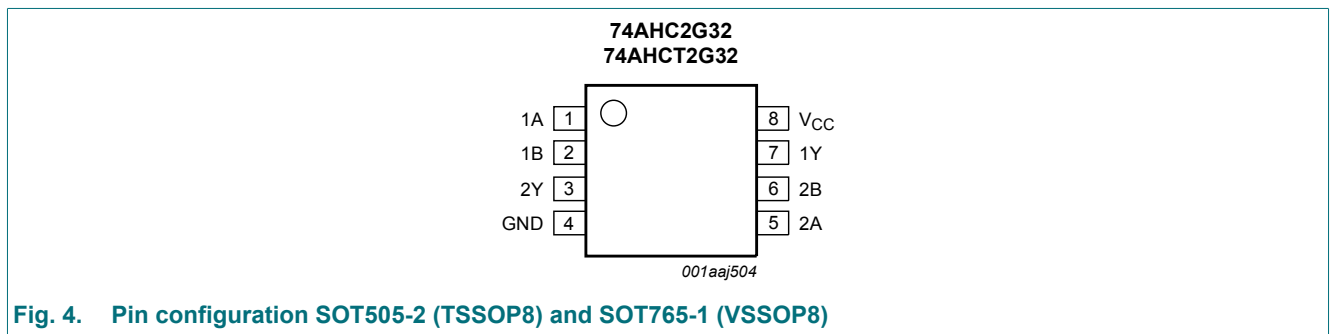 74AHC2G32
74AHCT2G32
1A 1 8 VCC
1B 2 7 1Y
2Y 3 6 2B
GND 4 5 2A
001aaj504
Fig. 4. Pin configuration SOT505-2 (TSSOP8) and SOT765-1 (VSSOP8)